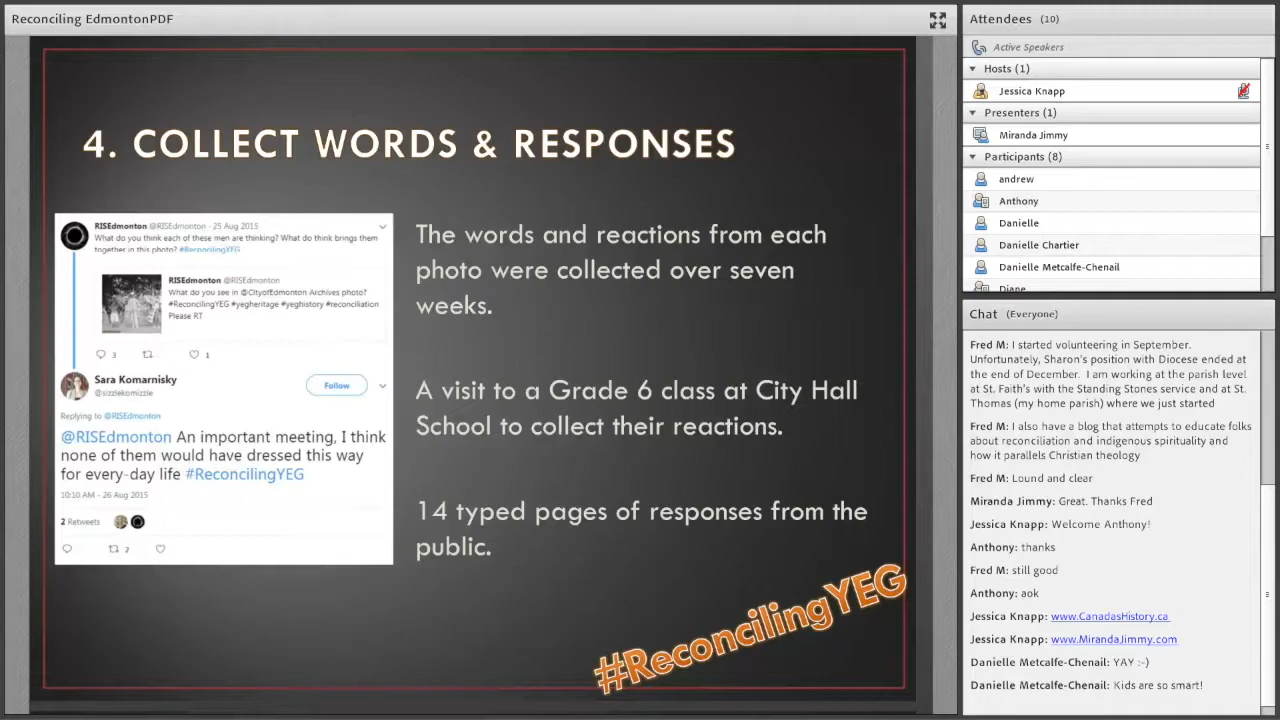 Reconciling EdmontonPDF
4. COLLECT WORDS & RESPONSES
RISEdmonton @RISEdmonton - 25 Aug 2015
What do you think each of these men are thinking? What do think brings them
together in this photo? #ReconcilingYEG
RISEdmonton @RISEdmonton
What do you see in @CityofEdmonton Archives photo?
#ReconcilingYEG #yegheritage #yeghistory #reconciliation
Please RT
3
1
Sara Komarnisky
@sizzlekomizzle
Follow
Replying to @RISEdmonton
@RISEdmonton An important meeting, I think
none of them would have dressed this way
for every-day life #ReconcilingYEG
10:10 AM - 26 Aug 2015
2 Retweets
2
The words and reactions from each
photo were collected over seven
weeks.
A visit to a Grade 6 class at City Hall
School to collect their reactions.
14 typed pages of responses from the
public.
#ReconcilingYEG
Attendees (10)
Active Speakers
Hosts (1)
Jessica Knapp
Presenters (1)
Miranda Jimmy
Participants (8)
andrew
Anthony
Danielle
Danielle Chartier
Danielle Metcalfe-Chenail
Diane
Chat (Everyone)
Fred M: I started volunteering in September.
Unfortunately, Sharon's position with Diocese ended at
the end of December. I am working at the parish level
at St. Faith's with the Standing Stones service and at St.
Thomas (my home parish) where we just started
Fred M: I also have a blog that attempts to educate folks
about reconciliation and indigenous spirituality and
how it parallels Christian theology
Fred M: Lound and clear
Miranda Jimmy: Great. Thanks Fred
Jessica Knapp: Welcome Anthony!
Anthony: thanks
Fred M: still good
Anthony: aok
Jessica Knapp: www.CanadasHistory.ca
Jessica Knapp: www.MirandaJimmy.com
Danielle Metcalfe-Chenail: YAY :-)
Danielle Metcalfe-Chenail: Kids are so smart!